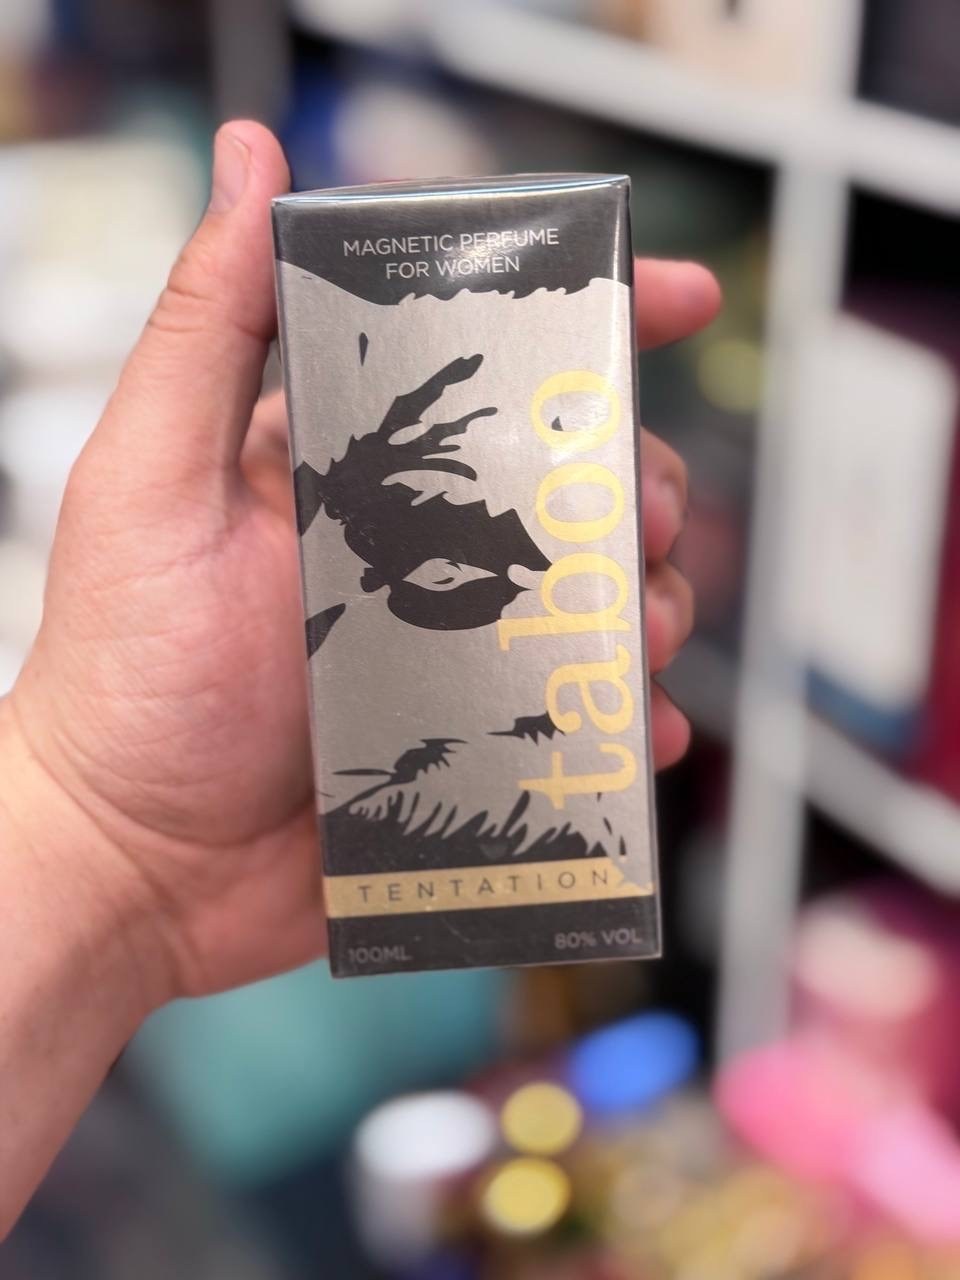 MAGNETIC PERFUME
FOR WOMEN
taboo
TENTATION
100ML
80% VOL